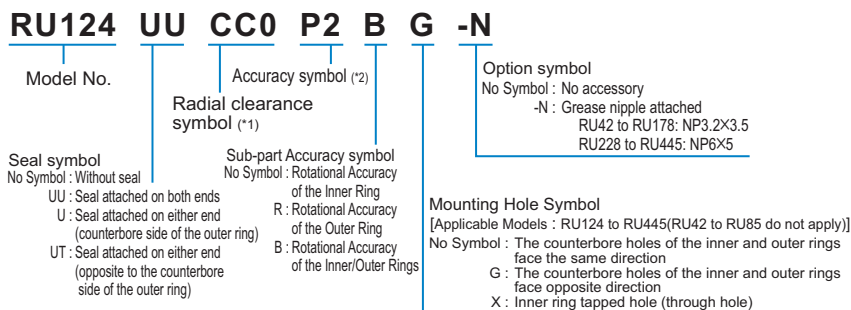 RU124 UU CC0 P2 B G -N
Model No.
Accuracy symbol (*2)
Radial clearance
symbol (*1)
Option symbol
No Symbol : No accessory
-N : Grease nipple attached
RU42 to RU178: NP3.2×3.5
RU228 to RU445: NP6×5
Seal symbol
No Symbol : Without seal
UU : Seal attached on both ends
U : Seal attached on either end
(counterbore side of the outer ring)
UT : Seal attached on either end
(opposite to the counterbore
side of the outer ring)
Sub-part Accuracy symbol
No Symbol : Rotational Accuracy
of the Inner Ring
R : Rotational Accuracy
of the Outer Ring
B : Rotational Accuracy
of the Inner/Outer Rings
Mounting Hole Symbol
[Applicable Models : RU124 to RU445(RU42 to RU85 do not apply)]
No Symbol : The counterbore holes of the inner and outer rings
face the same direction
G : The counterbore holes of the inner and outer rings
face opposite direction
X : Inner ring tapped hole (through hole)